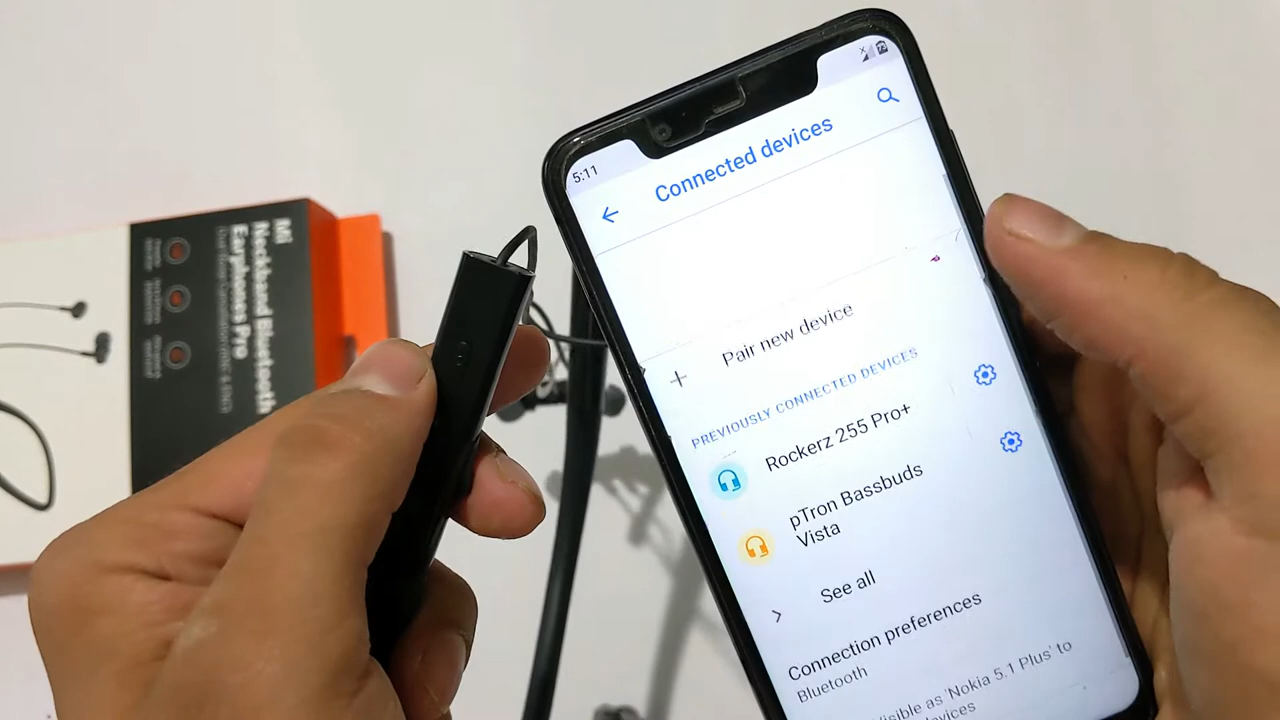 5:11
Connected devices
Pair new device
PREVIOUSLY CONNECTED DEVICES
Rockerz 255 Pro+
pTron Bassbuds
Vista
See all
Connection preferences
Bluetooth
Visible as 'Nokia 5.1 Plus' to
devices
Mi
Neckband Bluetooth
Earphones Pro